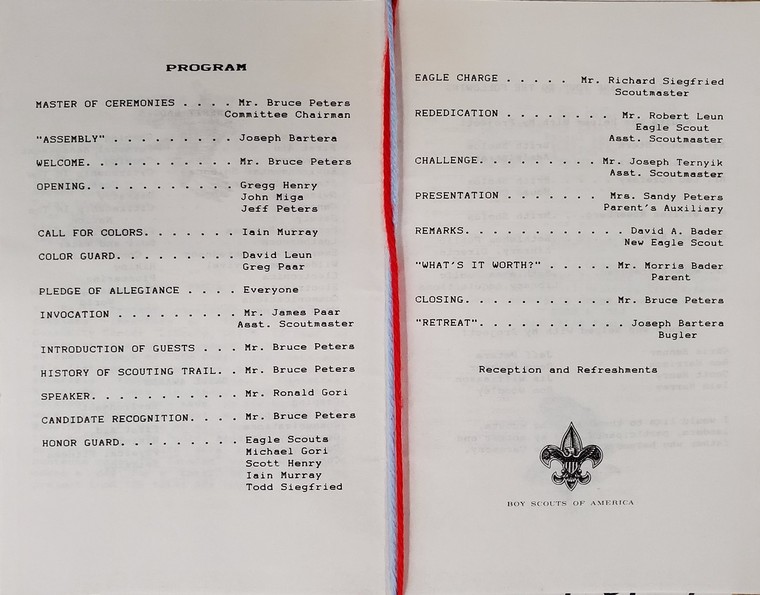 PROGRAM
MASTER OF CEREMONIES . . . . Mr. Bruce Peters
Committee Chairman
"ASSEMBLY" . . . . . . . . . Joseph Bartera
WELCOME. . . . . . . . . . . Mr. Bruce Peters
OPENING. . . . . . . . . . . Gregg Henry
John Miga
Jeff Peters
CALL FOR COLORS. . . . . . . Iain Murray
COLOR GUARD. . . . . . . . . David Leun
Greg Paar
PLEDGE OF ALLEGIANCE . . . . Everyone
INVOCATION . . . . . . . . . Mr. James Paar
Asst. Scoutmaster
INTRODUCTION OF GUESTS . . . Mr. Bruce Peters
HISTORY OF SCOUTING TRAIL. . Mr. Bruce Peters
SPEAKER. . . . . . . . . . . Mr. Ronald Gori
CANDIDATE RECOGNITION. . . . Mr. Bruce Peters
HONOR GUARD. . . . . . . . . Eagle Scouts
Michael Gori
Scott Henry
Iain Murray
Todd Siegfried
EAGLE CHARGE . . . . . Mr. Richard Siegfried
Scoutmaster
REDEDICATION . . . . . . . . Mr. Robert Leun
Eagle Scout
Asst. Scoutmaster
CHALLENGE. . . . . . . . . Mr. Joseph Ternyik
Asst. Scoutmaster
PRESENTATION . . . . . . . Mrs. Sandy Peters
Parent's Auxiliary
REMARKS. . . . . . . . . . . . David A. Bader
New Eagle Scout
"WHAT'S IT WORTH?" . . . . . Mr. Morris Bader
Parent
CLOSING. . . . . . . . . . . Mr. Bruce Peters
"RETREAT". . . . . . . . . . . Joseph Bartera
Bugler
Reception and Refreshments
BOY SCOUTS OF AMERICA